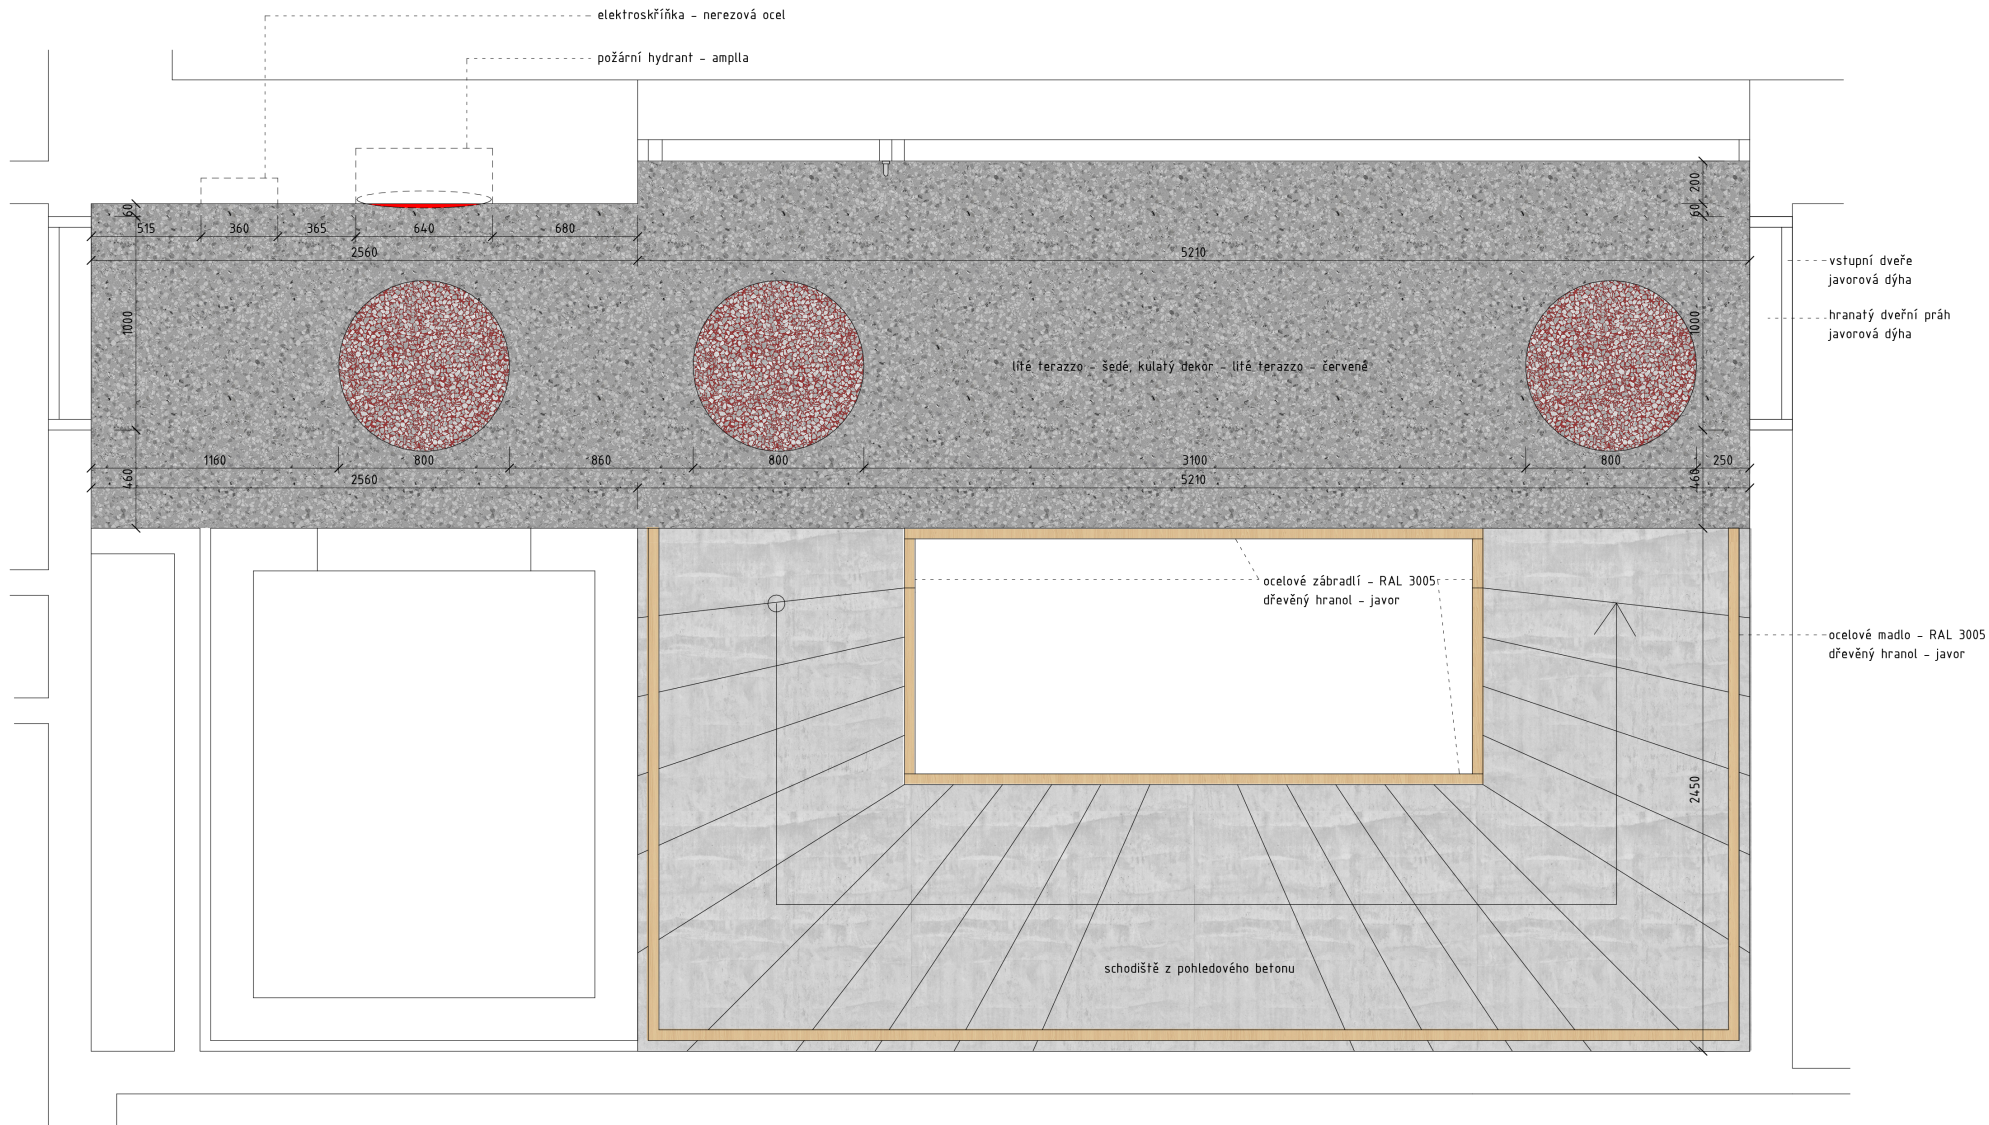 elektroskříňka - nerezová ocel
požární hydrant - amplla
200
60
60
515
360
365
640
680
2560
5210
vstupní dveře
javorová dýha
1000
1000
hranatý dveřní práh
javorová dýha
lité terazzo - šedé, kulatý dekor - lité terazzo - červené
1160
800
860
800
3100
800
250
460
460
2560
5210
ocelové zábradlí - RAL 3005
dřevěný hranol - javor
ocelové madlo - RAL 3005
dřevěný hranol - javor
2450
schodiště z pohledového betonu